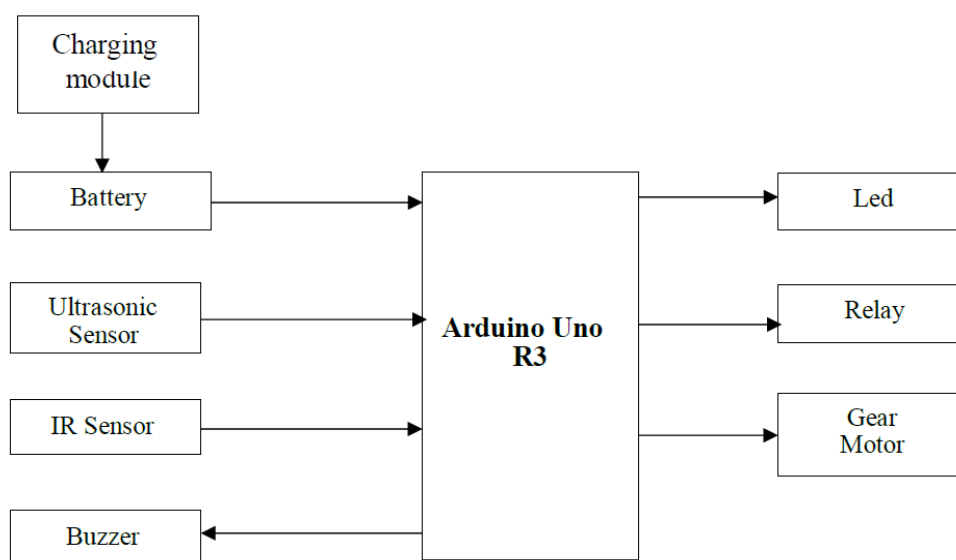 Charging
module
Battery
Led
Ultrasonic
Sensor
Arduino Uno
R3
Relay
IR Sensor
Gear
Motor
Buzzer